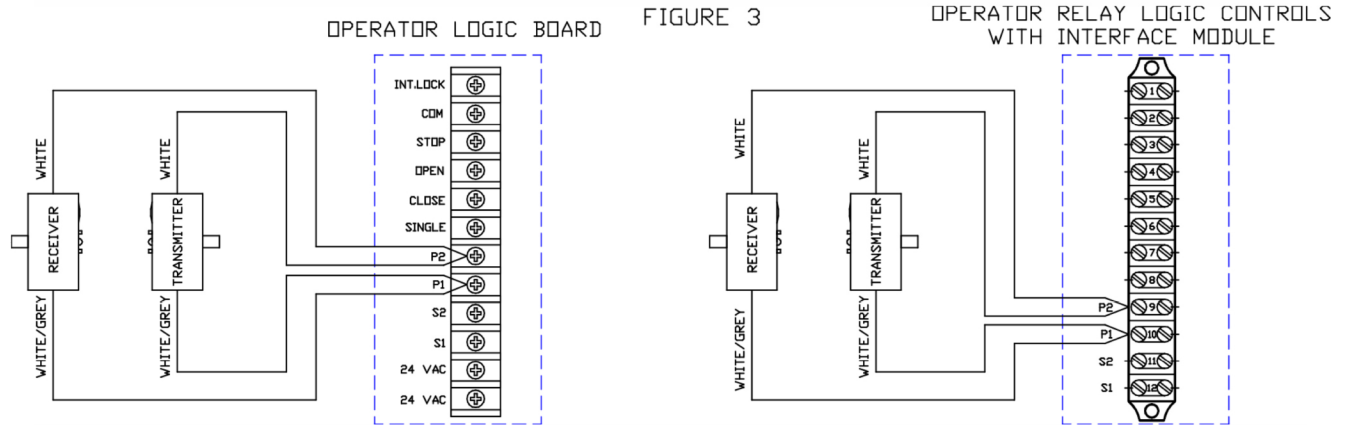 FIGURE 3
OPERATOR LOGIC BOARD
INT.LOCK
COM
STOP
OPEN
CLOSE
SINGLE
P2
P1
S2
S1
24 VAC
24 VAC
WHITE
WHITE
RECEIVER
TRANSMITTER
WHITE/GREY
WHITE/GREY
OPERATOR RELAY LOGIC CONTROLS
WITH INTERFACE MODULE
1
2
3
4
5
6
7
8
P2 9
P1 10
S2 11
S1 12
WHITE
WHITE
RECEIVER
TRANSMITTER
WHITE/GREY
WHITE/GREY